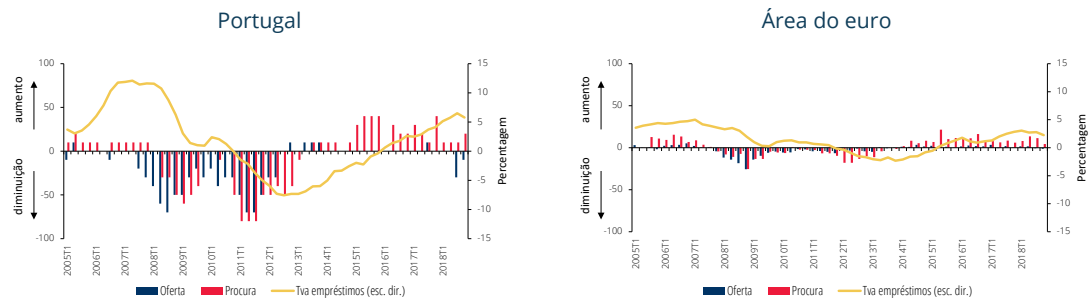 Portugal
aumento
diminuição
100
50
0
-50
-100
15
10
5
0
-5
-10
-15
Percentagem
2005T1
2006T1
2007T1
2008T1
2009T1
2010T1
2011T1
2012T1
2013T1
2014T1
2015T1
2016T1
2017T1
2018T1
Oferta Procura Tva empréstimos (esc. dir.)
Área do euro
aumento
diminuição
100
50
0
-50
-100
15
10
5
0
-5
-10
-15
Percentagem
2005T1
2006T1
2007T1
2008T1
2009T1
2010T1
2011T1
2012T1
2013T1
2014T1
2015T1
2016T1
2017T1
2018T1
Oferta Procura Tva empréstimos (esc. dir.)